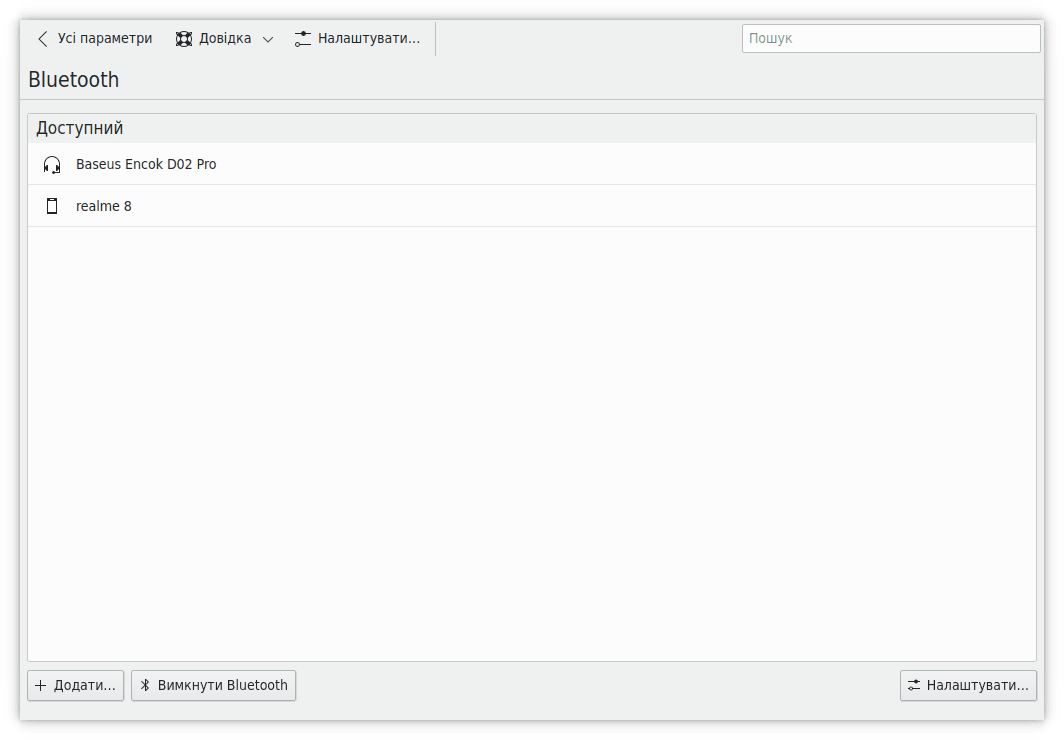 Усі параметри Довідка Налаштувати... Пошук
Bluetooth
Доступний
Baseus Encok D02 Pro
realme 8
Додати... Вимкнути Bluetooth Налаштувати...